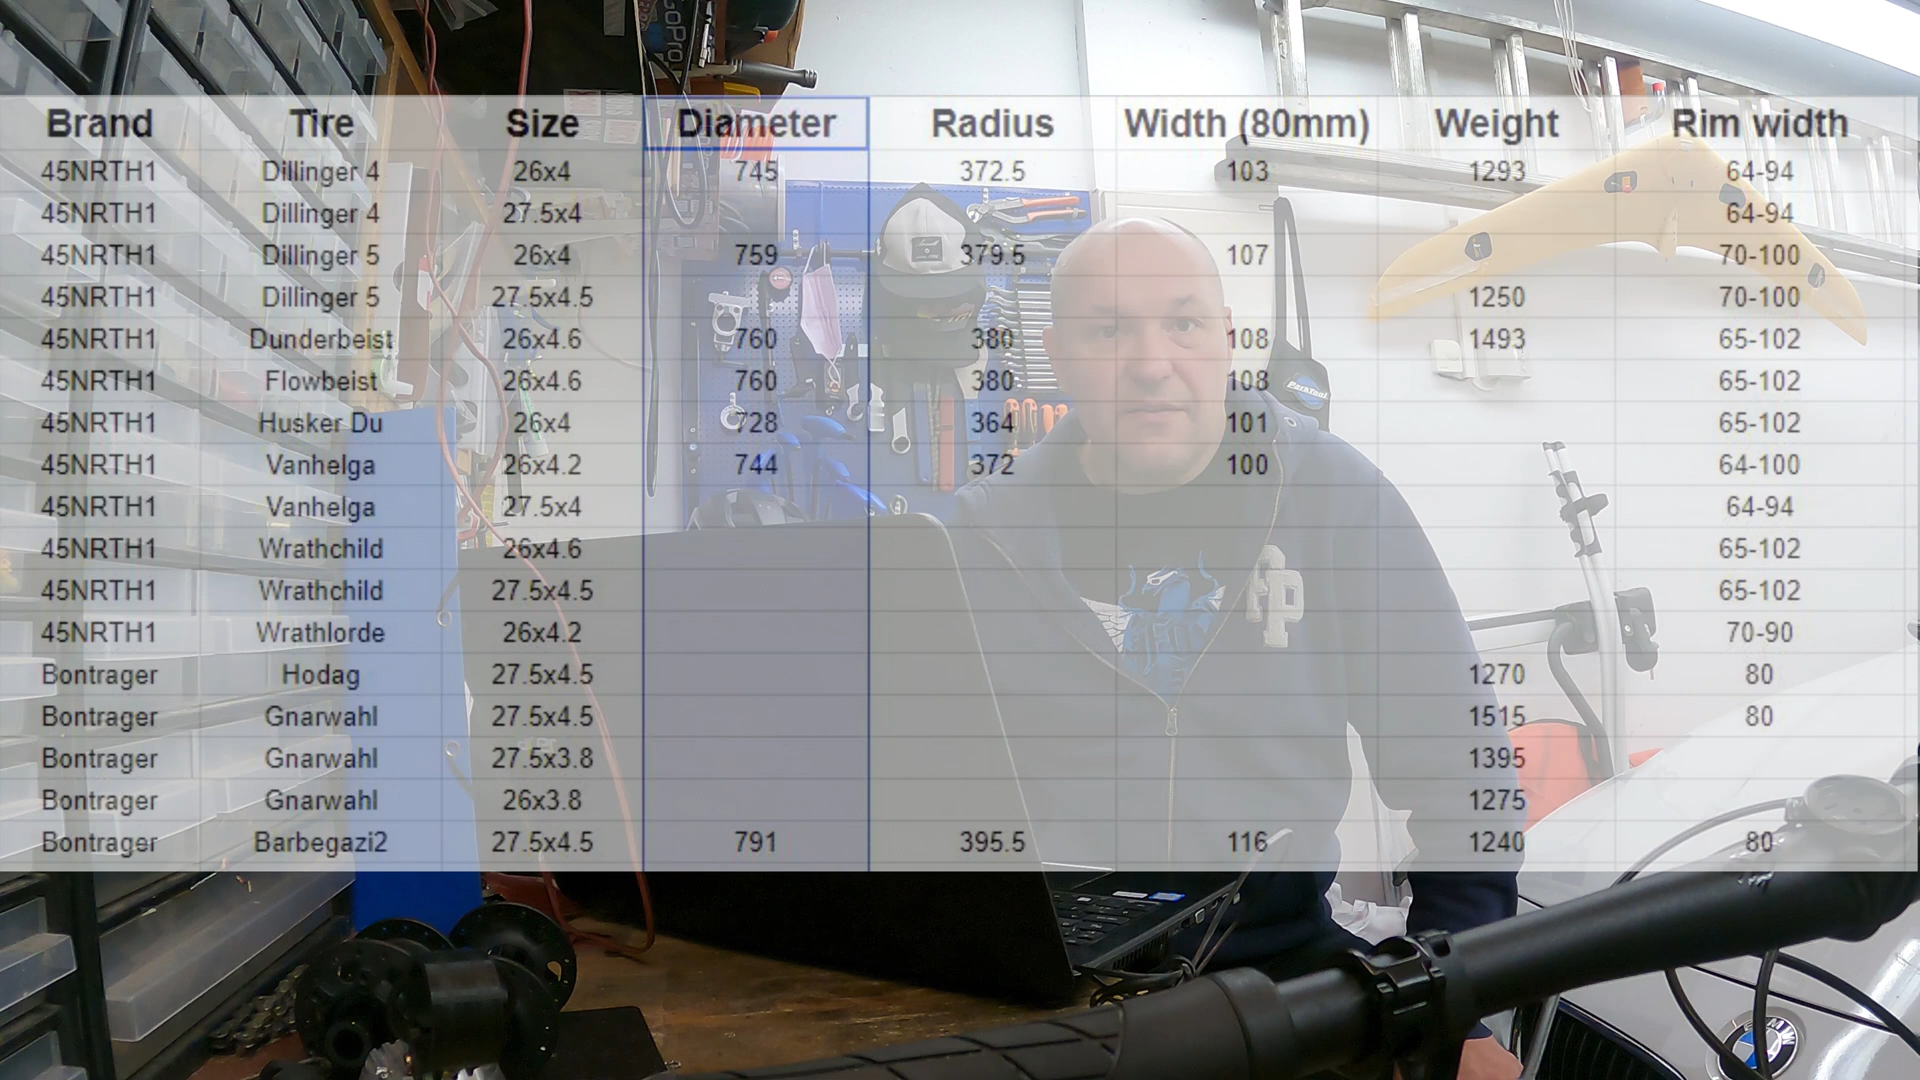 GoPro
Brand Tire Size Diameter Radius Width (80mm) Weight Rim width
45NRTH1 Dillinger 4 26x4 745 372.5 103 1293 64-94
45NRTH1 Dillinger 4 27.5x4 64-94
45NRTH1 Dillinger 5 26x4 759 379.5 107 70-100
45NRTH1 Dillinger 5 27.5x4.5 1250 70-100
45NRTH1 Dunderbeist 26x4.6 760 380 108 1493 65-102
45NRTH1 Flowbeist 26x4.6 760 380 108 65-102
ParkTool
45NRTH1 Husker Du 26x4 728 364 101 65-102
45NRTH1 Vanhelga 26x4.2 744 372 100 64-100
45NRTH1 Vanhelga 27.5x4 64-94
45NRTH1 Wrathchild 26x4.6 65-102
45NRTH1 Wrathchild 27.5x4.5 65-102
45NRTH1 Wrathlorde 26x4.2 70-90
Bontrager Hodag 27.5x4.5 1270 80
Bontrager Gnarwahl 27.5x4.5 1515 80
Bontrager Gnarwahl 27.5x3.8 1395
Bontrager Gnarwahl 26x3.8 1275
Bontrager Barbegazi2 27.5x4.5 791 395.5 116 1240 80
BMW